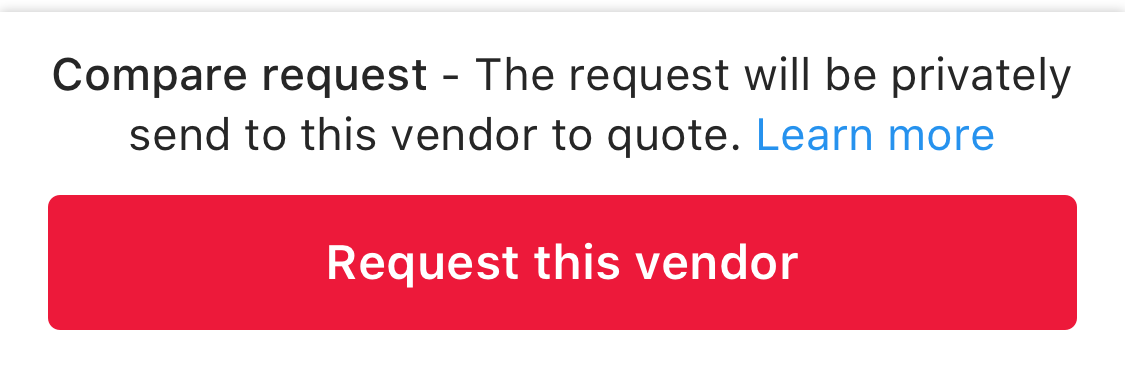 Compare request - The request will be privately
send to this vendor to quote. Learn more
Request this vendor